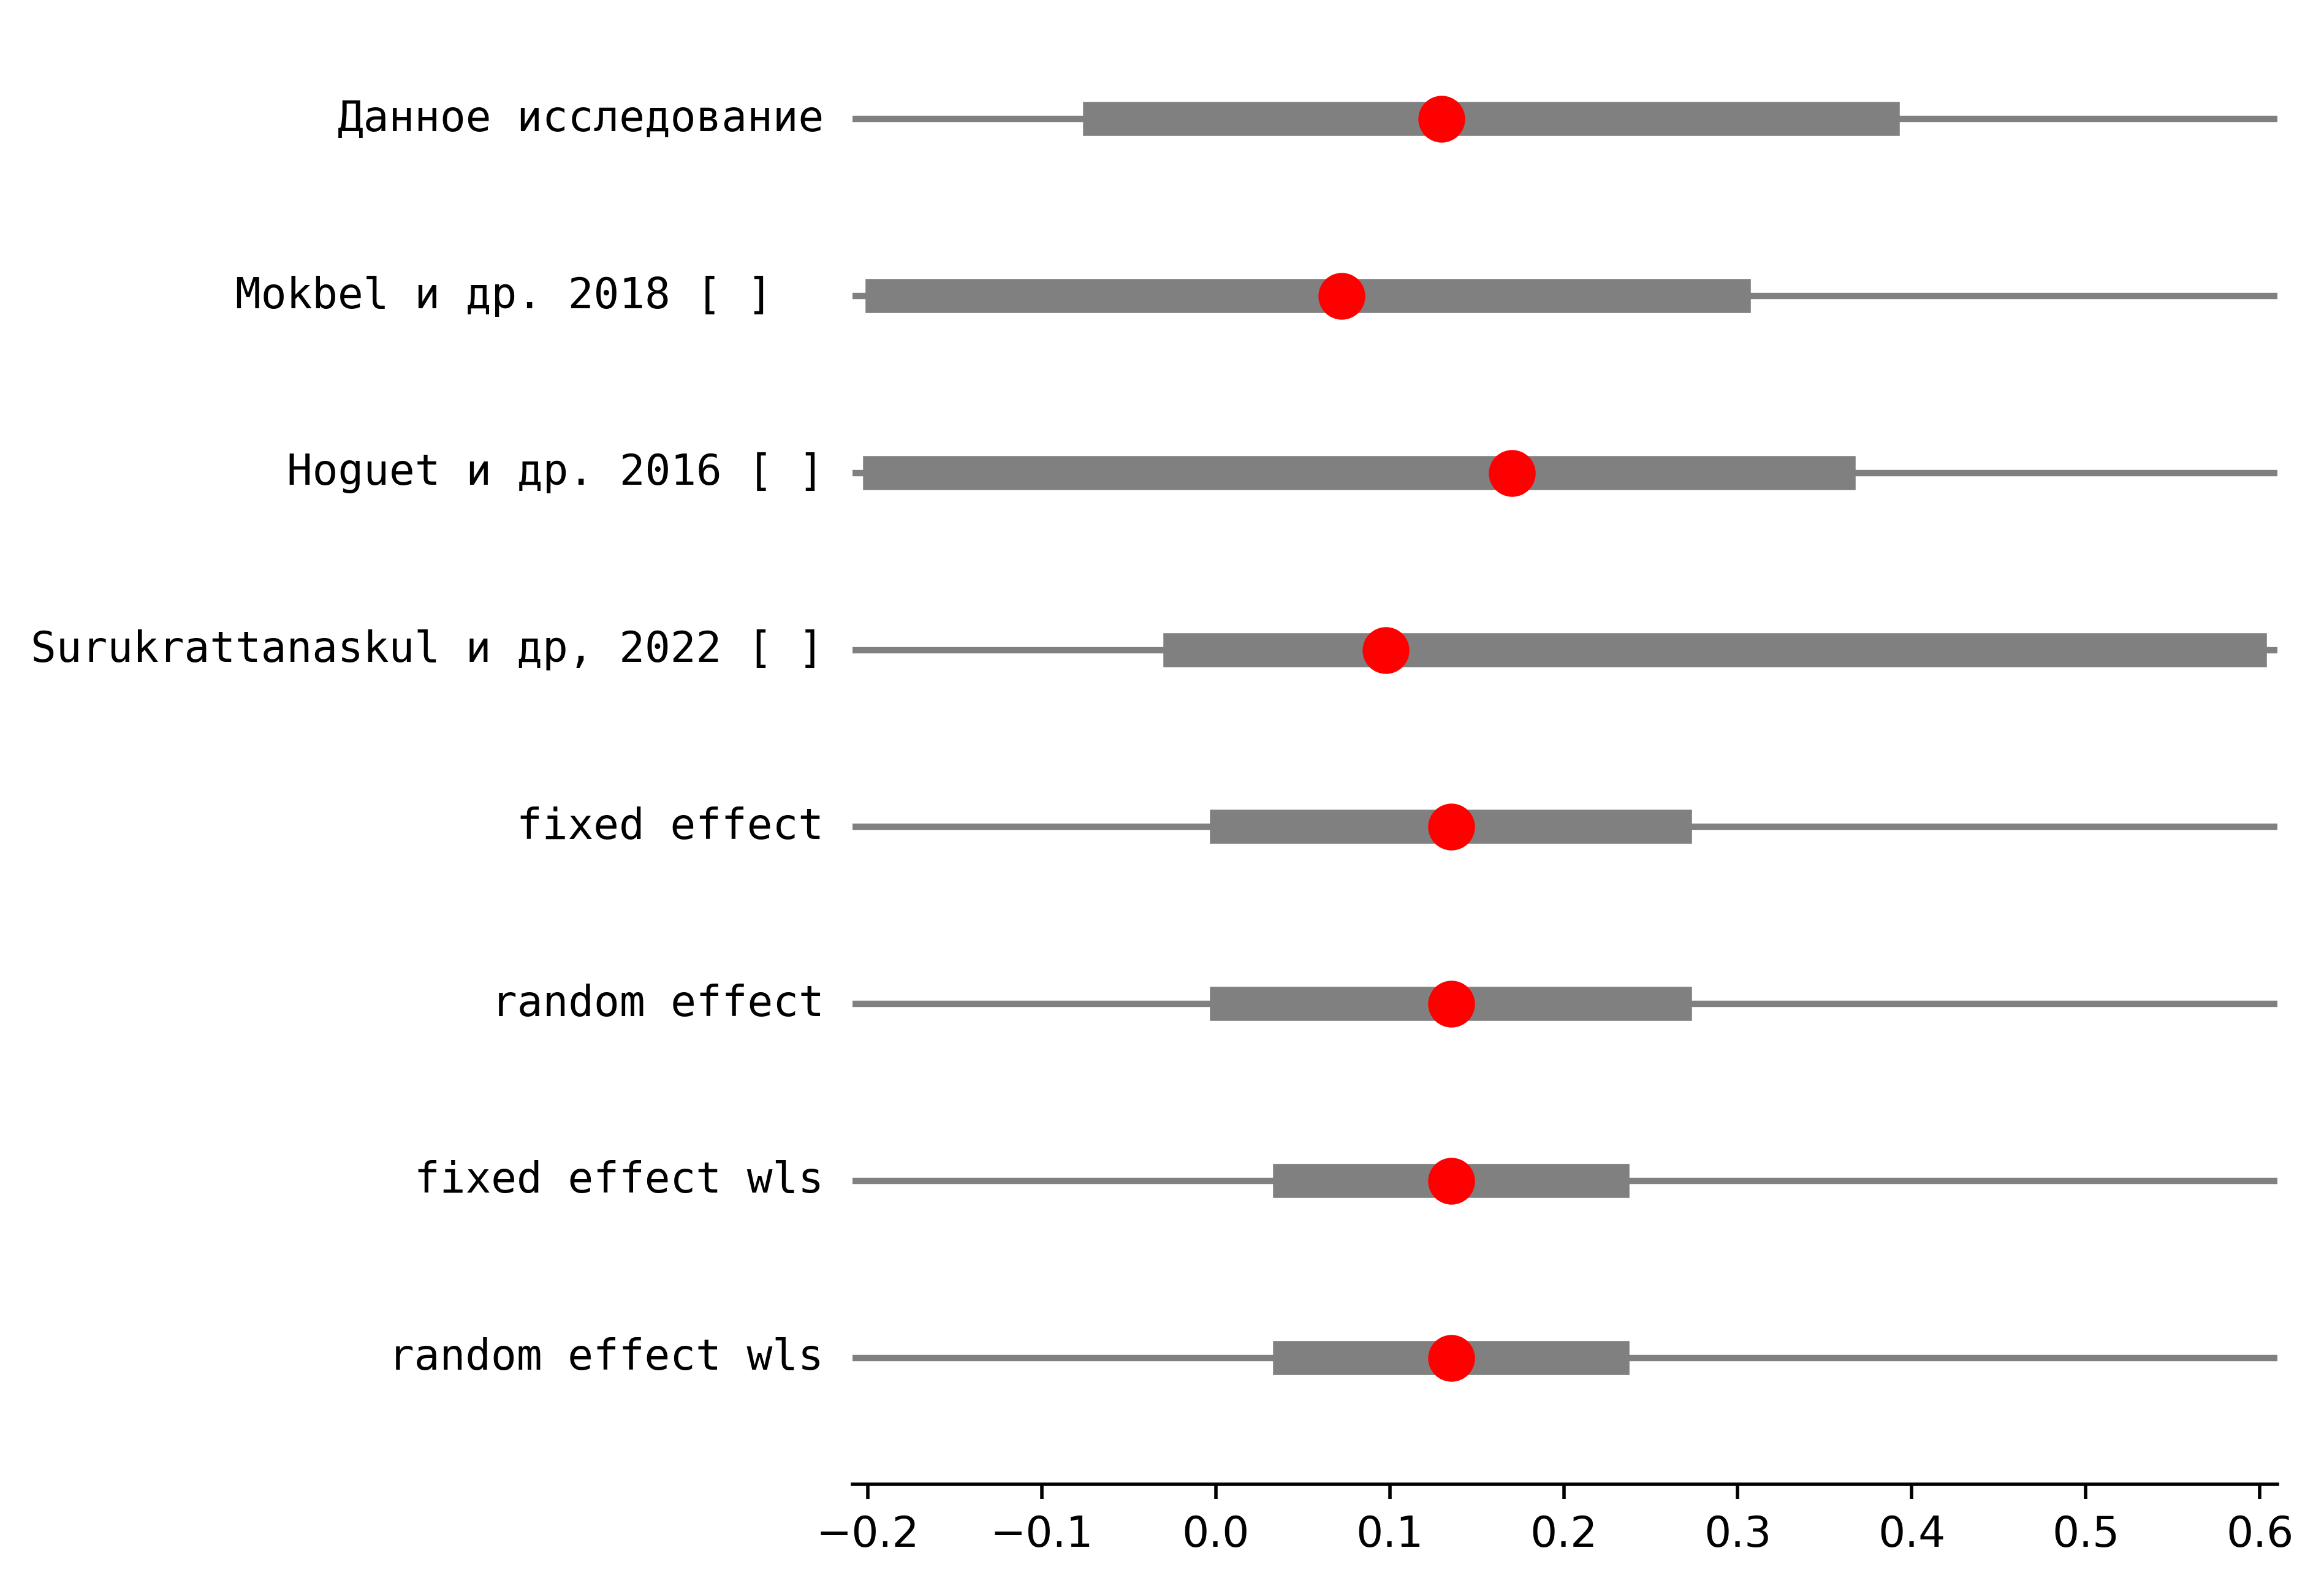 Данное исследование
Mokbel и др. 2018 [ ]
Hoguet и др. 2016 [ ]
Surukrattanaskul и др, 2022 [ ]
fixed effect
random effect
fixed effect wls
random effect wls
−0.2 −0.1 0.0 0.1 0.2 0.3 0.4 0.5 0.6